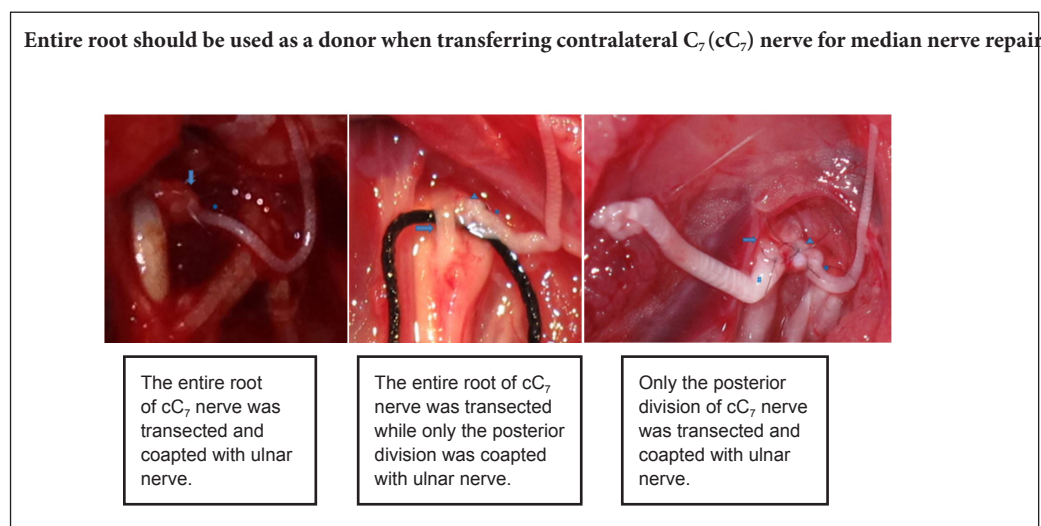 Entire root should be used as a donor when transferring contralateral C₇ (cC₇) nerve for median nerve repair
The entire root
of cC₇ nerve was
transected and
coapted with ulnar
nerve.
The entire root of cC₇
nerve was transected
while only the posterior
division was coapted
with ulnar nerve.
Only the posterior
division of cC₇ nerve
was transected and
coapted with ulnar
nerve.